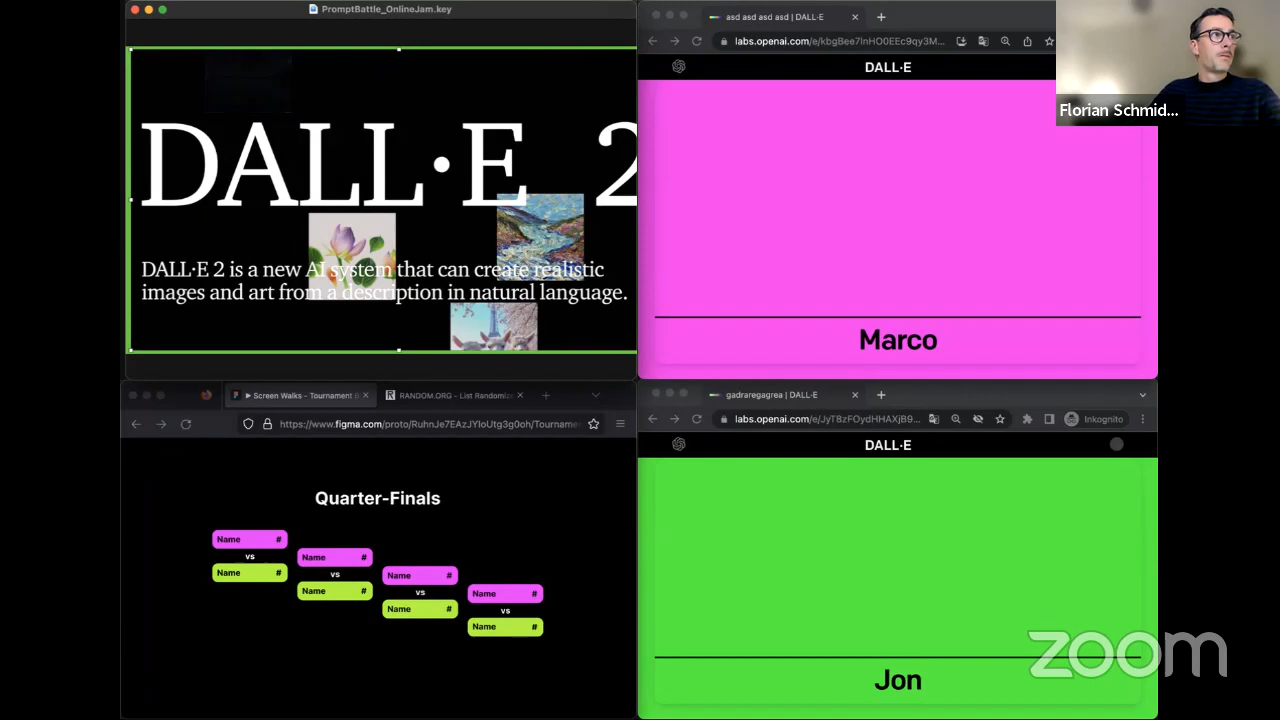 PromptBattle_OnlineJam.key
DALL·E 2
DALL·E 2 is a new AI system that can create realistic
images and art from a description in natural language.
asd asd asd asd | DALL·E
labs.openai.com/e/kbgBee7lnHO0EEc9qy3M...
DALL·E
Marco
Florian Schmid...
Screen Walks - Tournament
RANDOM.ORG - List Randomiz
https://www.figma.com/proto/RuhnJe7EAzJYIoUtg3g0oh/Tourname
Quarter-Finals
Name #
vs
Name #
Name #
vs
Name #
Name #
vs
Name #
Name #
vs
Name #
gadraregagrea | DALL·E
labs.openai.com/e/JyT8zFOydHHAXjB9...
Inkognito
DALL·E
Jon
zoom